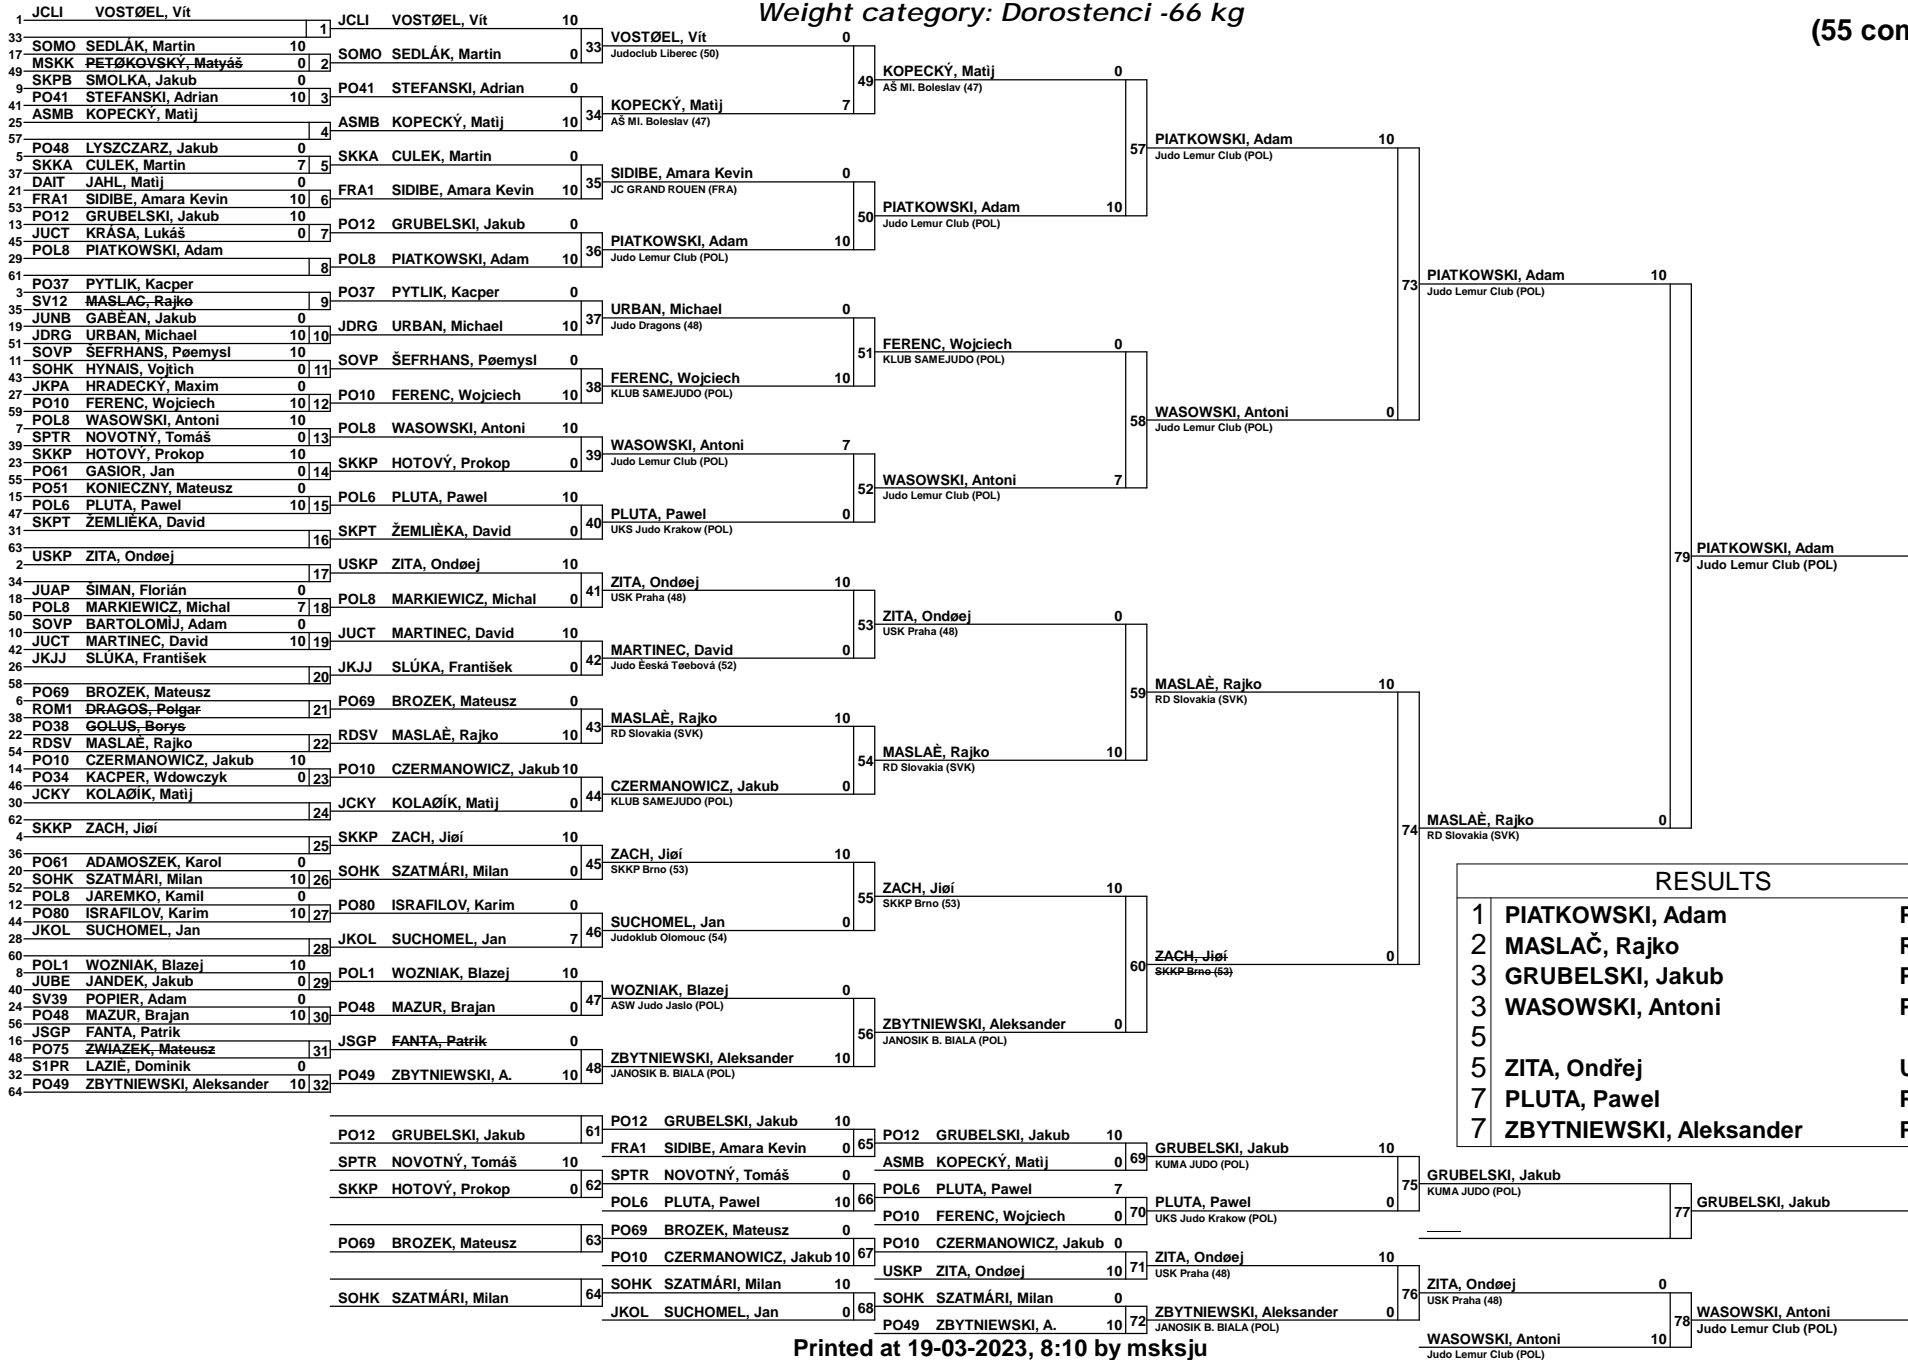 Weight category: Dorostenci -66 kg
(55 con
1 JCLI VOSTØEL, Vít
33
1
17 SOMO SEDLÁK, Martin 10
49 MSKK PETØKOVSKÝ, Matyáš 0 2
9 SKPB SMOLKA, Jakub 0
41 PO41 STEFANSKI, Adrian 10 3
25 ASMB KOPECKÝ, Matìj
57
4
5 PO48 LYSZCZARZ, Jakub 0
37 SKKA CULEK, Martin 7 5
21 DAIT JAHL, Matìj 0
53 FRA1 SIDIBE, Amara Kevin 10 6
13 PO12 GRUBELSKI, Jakub 10
45 JUCT KRÁSA, Lukáš 0 7
29 POL8 PIATKOWSKI, Adam
61
8
3 PO37 PYTLIK, Kacper
35 SV12 MASLAC, Rajko 9
19 JUNB GABÈAN, Jakub 0
51 JDRG URBAN, Michael 10 10
11 SOVP ŠEFRHANS, Pøemysl 10
43 SOHK HYNAIS, Vojtìch 0 11
27 JKPA HRADECKÝ, Maxim 0
59 PO10 FERENC, Wojciech 10 12
7 POL8 WASOWSKI, Antoni 10
39 SPTR NOVOTNÝ, Tomáš 0 13
23 SKKP HOTOVÝ, Prokop 10
55 PO61 GASIOR, Jan 0 14
15 PO51 KONIECZNY, Mateusz 0
47 POL6 PLUTA, Pawel 10 15
31 SKPT ŽEMLIÈKA, David
63
16
2 USKP ZITA, Ondøej
34
17
18 JUAP ŠIMAN, Florián 0
50 POL8 MARKIEWICZ, Michal 7 18
10 SOVP BARTOLOMÌJ, Adam 0
42 JUCT MARTINEC, David 10 19
26 JKJJ SLÚKA, František
58
20
6 PO69 BROZEK, Mateusz
38 ROM1 DRAGOS, Polgar 21
22 PO38 GOLUS, Borys
54 RDSV MASLAÈ, Rajko 22
14 PO10 CZERMANOWICZ, Jakub 10
46 PO34 KACPER, Wdowczyk 0 23
30 JCKY KOLAØÍK, Matìj
62
24
4 SKKP ZACH, Jiøí
36
25
20 PO61 ADAMOSZEK, Karol 0
52 SOHK SZATMÁRI, Milan 10 26
12 POL8 JAREMKO, Kamil 0
44 PO80 ISRAFILOV, Karim 10 27
28 JKOL SUCHOMEL, Jan
60
28
8 POL1 WOZNIAK, Blazej 10
40 JUBE JANDEK, Jakub 0 29
24 SV39 POPIER, Adam 0
56 PO48 MAZUR, Brajan 10 30
16 JSGP FANTA, Patrik
48 PO75 ZWIAZEK, Mateusz 31
32 S1PR LAZIÈ, Dominik 0
64 PO49 ZBYTNIEWSKI, Aleksander 10 32
JCLI VOSTØEL, Vít 10
SOMO SEDLÁK, Martin 0 33
PO41 STEFANSKI, Adrian 0
ASMB KOPECKÝ, Matìj 10 34
SKKA CULEK, Martin 0
FRA1 SIDIBE, Amara Kevin 10 35
PO12 GRUBELSKI, Jakub 0
POL8 PIATKOWSKI, Adam 10 36
PO37 PYTLIK, Kacper 0
JDRG URBAN, Michael 10 37
SOVP ŠEFRHANS, Pøemysl 0
PO10 FERENC, Wojciech 10 38
POL8 WASOWSKI, Antoni 10
SKKP HOTOVÝ, Prokop 0 39
POL6 PLUTA, Pawel 10
SKPT ŽEMLIÈKA, David 0 40
USKP ZITA, Ondøej 10
POL8 MARKIEWICZ, Michal 0 41
JUCT MARTINEC, David 10
JKJJ SLÚKA, František 0 42
PO69 BROZEK, Mateusz 0
RDSV MASLAÈ, Rajko 10 43
PO10 CZERMANOWICZ, Jakub 10
JCKY KOLAØÍK, Matìj 0 44
SKKP ZACH, Jiøí 10
SOHK SZATMÁRI, Milan 0 45
PO80 ISRAFILOV, Karim 0
JKOL SUCHOMEL, Jan 7 46
POL1 WOZNIAK, Blazej 10
PO48 MAZUR, Brajan 0 47
JSGP FANTA, Patrik 0
PO49 ZBYTNIEWSKI, A. 10 48
VOSTØEL, Vít 0
Judoclub Liberec (50)
49
KOPECKÝ, Matìj 7
AŠ Ml. Boleslav (47)
SIDIBE, Amara Kevin 0
JC GRAND ROUEN (FRA)
50
PIATKOWSKI, Adam 10
Judo Lemur Club (POL)
URBAN, Michael 0
Judo Dragons (48)
51
FERENC, Wojciech 10
KLUB SAMEJUDO (POL)
WASOWSKI, Antoni 7
Judo Lemur Club (POL)
52
PLUTA, Pawel 0
UKS Judo Krakow (POL)
ZITA, Ondøej 10
USK Praha (48)
53
MARTINEC, David 0
Judo Èeská Tøebová (52)
MASLAÈ, Rajko 10
RD Slovakia (SVK)
54
CZERMANOWICZ, Jakub 0
KLUB SAMEJUDO (POL)
ZACH, Jiøí 10
SKKP Brno (53)
55
SUCHOMEL, Jan 0
Judoklub Olomouc (54)
WOZNIAK, Blazej 0
ASW Judo Jaslo (POL)
56
ZBYTNIEWSKI, Aleksander 10
JANOSIK B. BIALA (POL)
KOPECKÝ, Matìj 0
AŠ Ml. Boleslav (47)
57
PIATKOWSKI, Adam 10
Judo Lemur Club (POL)
FERENC, Wojciech 0
KLUB SAMEJUDO (POL)
58
WASOWSKI, Antoni 7
Judo Lemur Club (POL)
ZITA, Ondøej 0
USK Praha (48)
59
MASLAÈ, Rajko 10
RD Slovakia (SVK)
ZACH, Jiøí 10
SKKP Brno (53)
60
ZBYTNIEWSKI, Aleksander 0
JANOSIK B. BIALA (POL)
PIATKOWSKI, Adam 10
Judo Lemur Club (POL)
73
WASOWSKI, Antoni 0
Judo Lemur Club (POL)
MASLAÈ, Rajko 10
RD Slovakia (SVK)
74
ZACH, Jiøí 0
SKKP Brno (53)
PIATKOWSKI, Adam 10
Judo Lemur Club (POL)
79
MASLAÈ, Rajko 0
RD Slovakia (SVK)
PIATKOWSKI, Adam
Judo Lemur Club (POL)
RESULTS
1 PIATKOWSKI, Adam P
2 MASLAČ, Rajko R
3 GRUBELSKI, Jakub P
3 WASOWSKI, Antoni P
5
5 ZITA, Ondřej U
7 PLUTA, Pawel P
7 ZBYTNIEWSKI, Aleksander P
PO12 GRUBELSKI, Jakub 61
SPTR NOVOTNÝ, Tomáš 10
SKKP HOTOVÝ, Prokop 0 62
PO69 BROZEK, Mateusz 63
SOHK SZATMÁRI, Milan 64
PO12 GRUBELSKI, Jakub 10
FRA1 SIDIBE, Amara Kevin 0 65
SPTR NOVOTNÝ, Tomáš 0
POL6 PLUTA, Pawel 10 66
PO69 BROZEK, Mateusz 0
PO10 CZERMANOWICZ, Jakub 10 67
SOHK SZATMÁRI, Milan 10
JKOL SUCHOMEL, Jan 0 68
PO12 GRUBELSKI, Jakub 10
ASMB KOPECKÝ, Matìj 0 69
POL6 PLUTA, Pawel 7
PO10 FERENC, Wojciech 0 70
PO10 CZERMANOWICZ, Jakub 0
USKP ZITA, Ondøej 10 71
SOHK SZATMÁRI, Milan 0
PO49 ZBYTNIEWSKI, A. 10 72
GRUBELSKI, Jakub 10
KUMA JUDO (POL)
75
PLUTA, Pawel 0
UKS Judo Krakow (POL)
ZITA, Ondøej 10
USK Praha (48)
76
ZBYTNIEWSKI, Aleksander 0
JANOSIK B. BIALA (POL)
GRUBELSKI, Jakub
KUMA JUDO (POL)
77
GRUBELSKI, Jakub
ZITA, Ondøej 0
USK Praha (48)
78
WASOWSKI, Antoni 10
Judo Lemur Club (POL)
WASOWSKI, Antoni
Judo Lemur Club (POL)
Printed at 19-03-2023, 8:10 by msksju